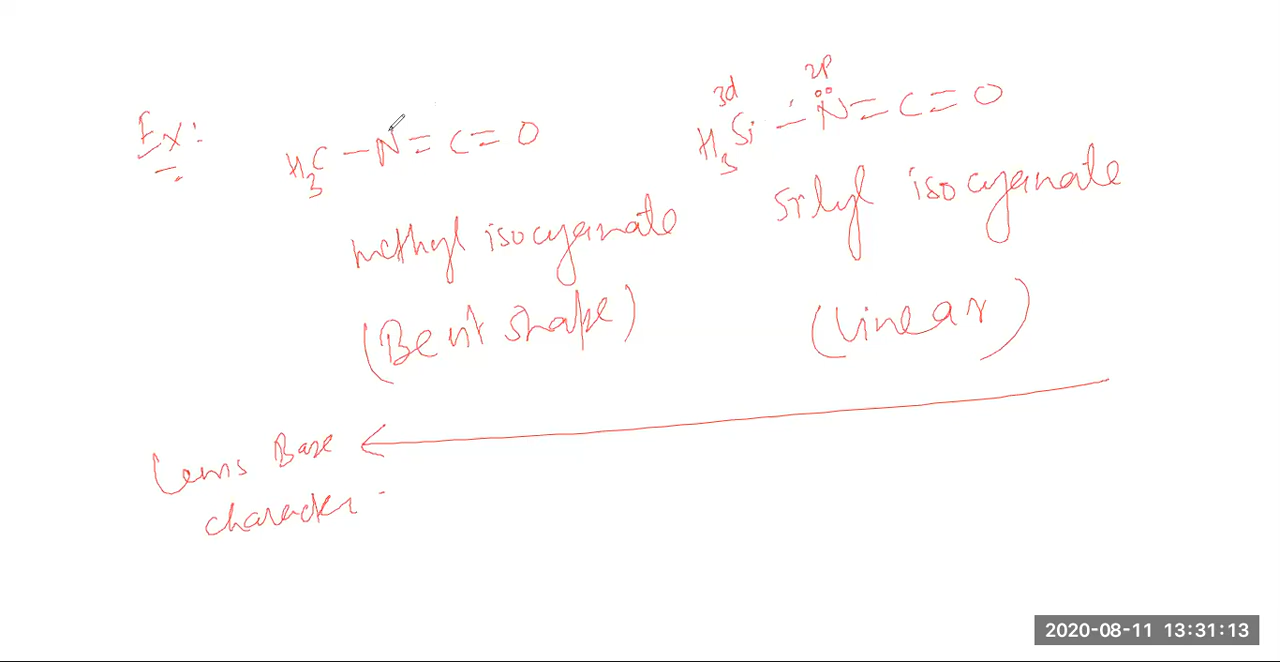 Ex:
H3C - N = C = O
methyl isocyanate
(Bent shape)
3d 2p
H3Si - N = C = O
Silyl isocyanate
(Linear)
Lewis Base
character
2020-08-11 13:31:13